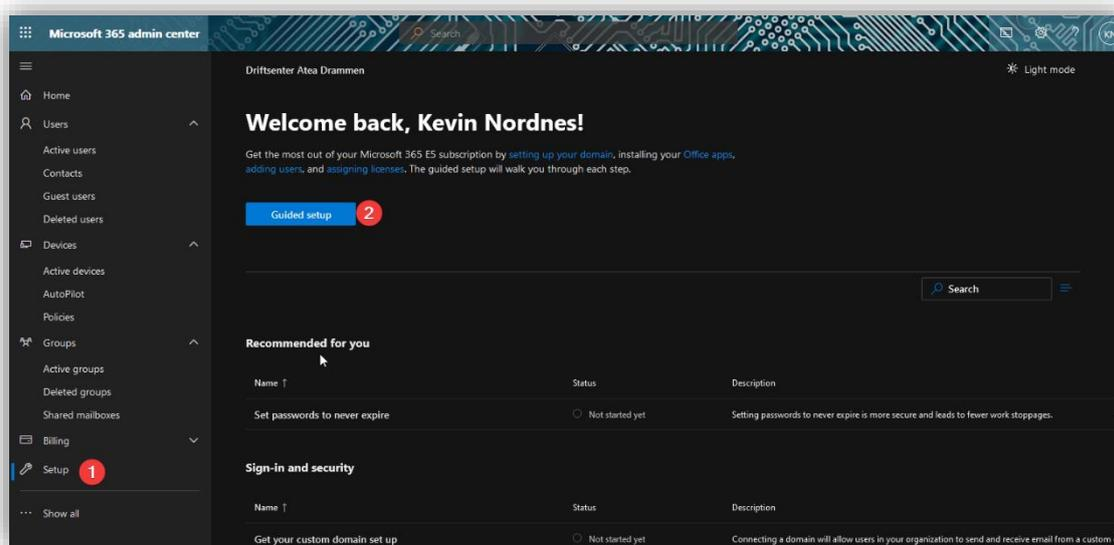 Microsoft 365 admin center
Search
KN
Driftsenter Atea Drammen
Light mode
Home
Users
Active users
Contacts
Guest users
Deleted users
Devices
Active devices
AutoPilot
Policies
Groups
Active groups
Deleted groups
Shared mailboxes
Billing
Setup
1
Show all
Welcome back, Kevin Nordnes!
Get the most out of your Microsoft 365 E5 subscription by setting up your domain, installing your Office apps,
adding users, and assigning licenses. The guided setup will walk you through each step.
Guided setup
2
Search
Recommended for you
Name ↑ Status Description
Set passwords to never expire Not started yet Setting passwords to never expire is more secure and leads to fewer work stoppages.
Sign-in and security
Name ↑ Status Description
Get your custom domain set up Not started yet Connecting a domain will allow users in your organization to send and receive email from a custom